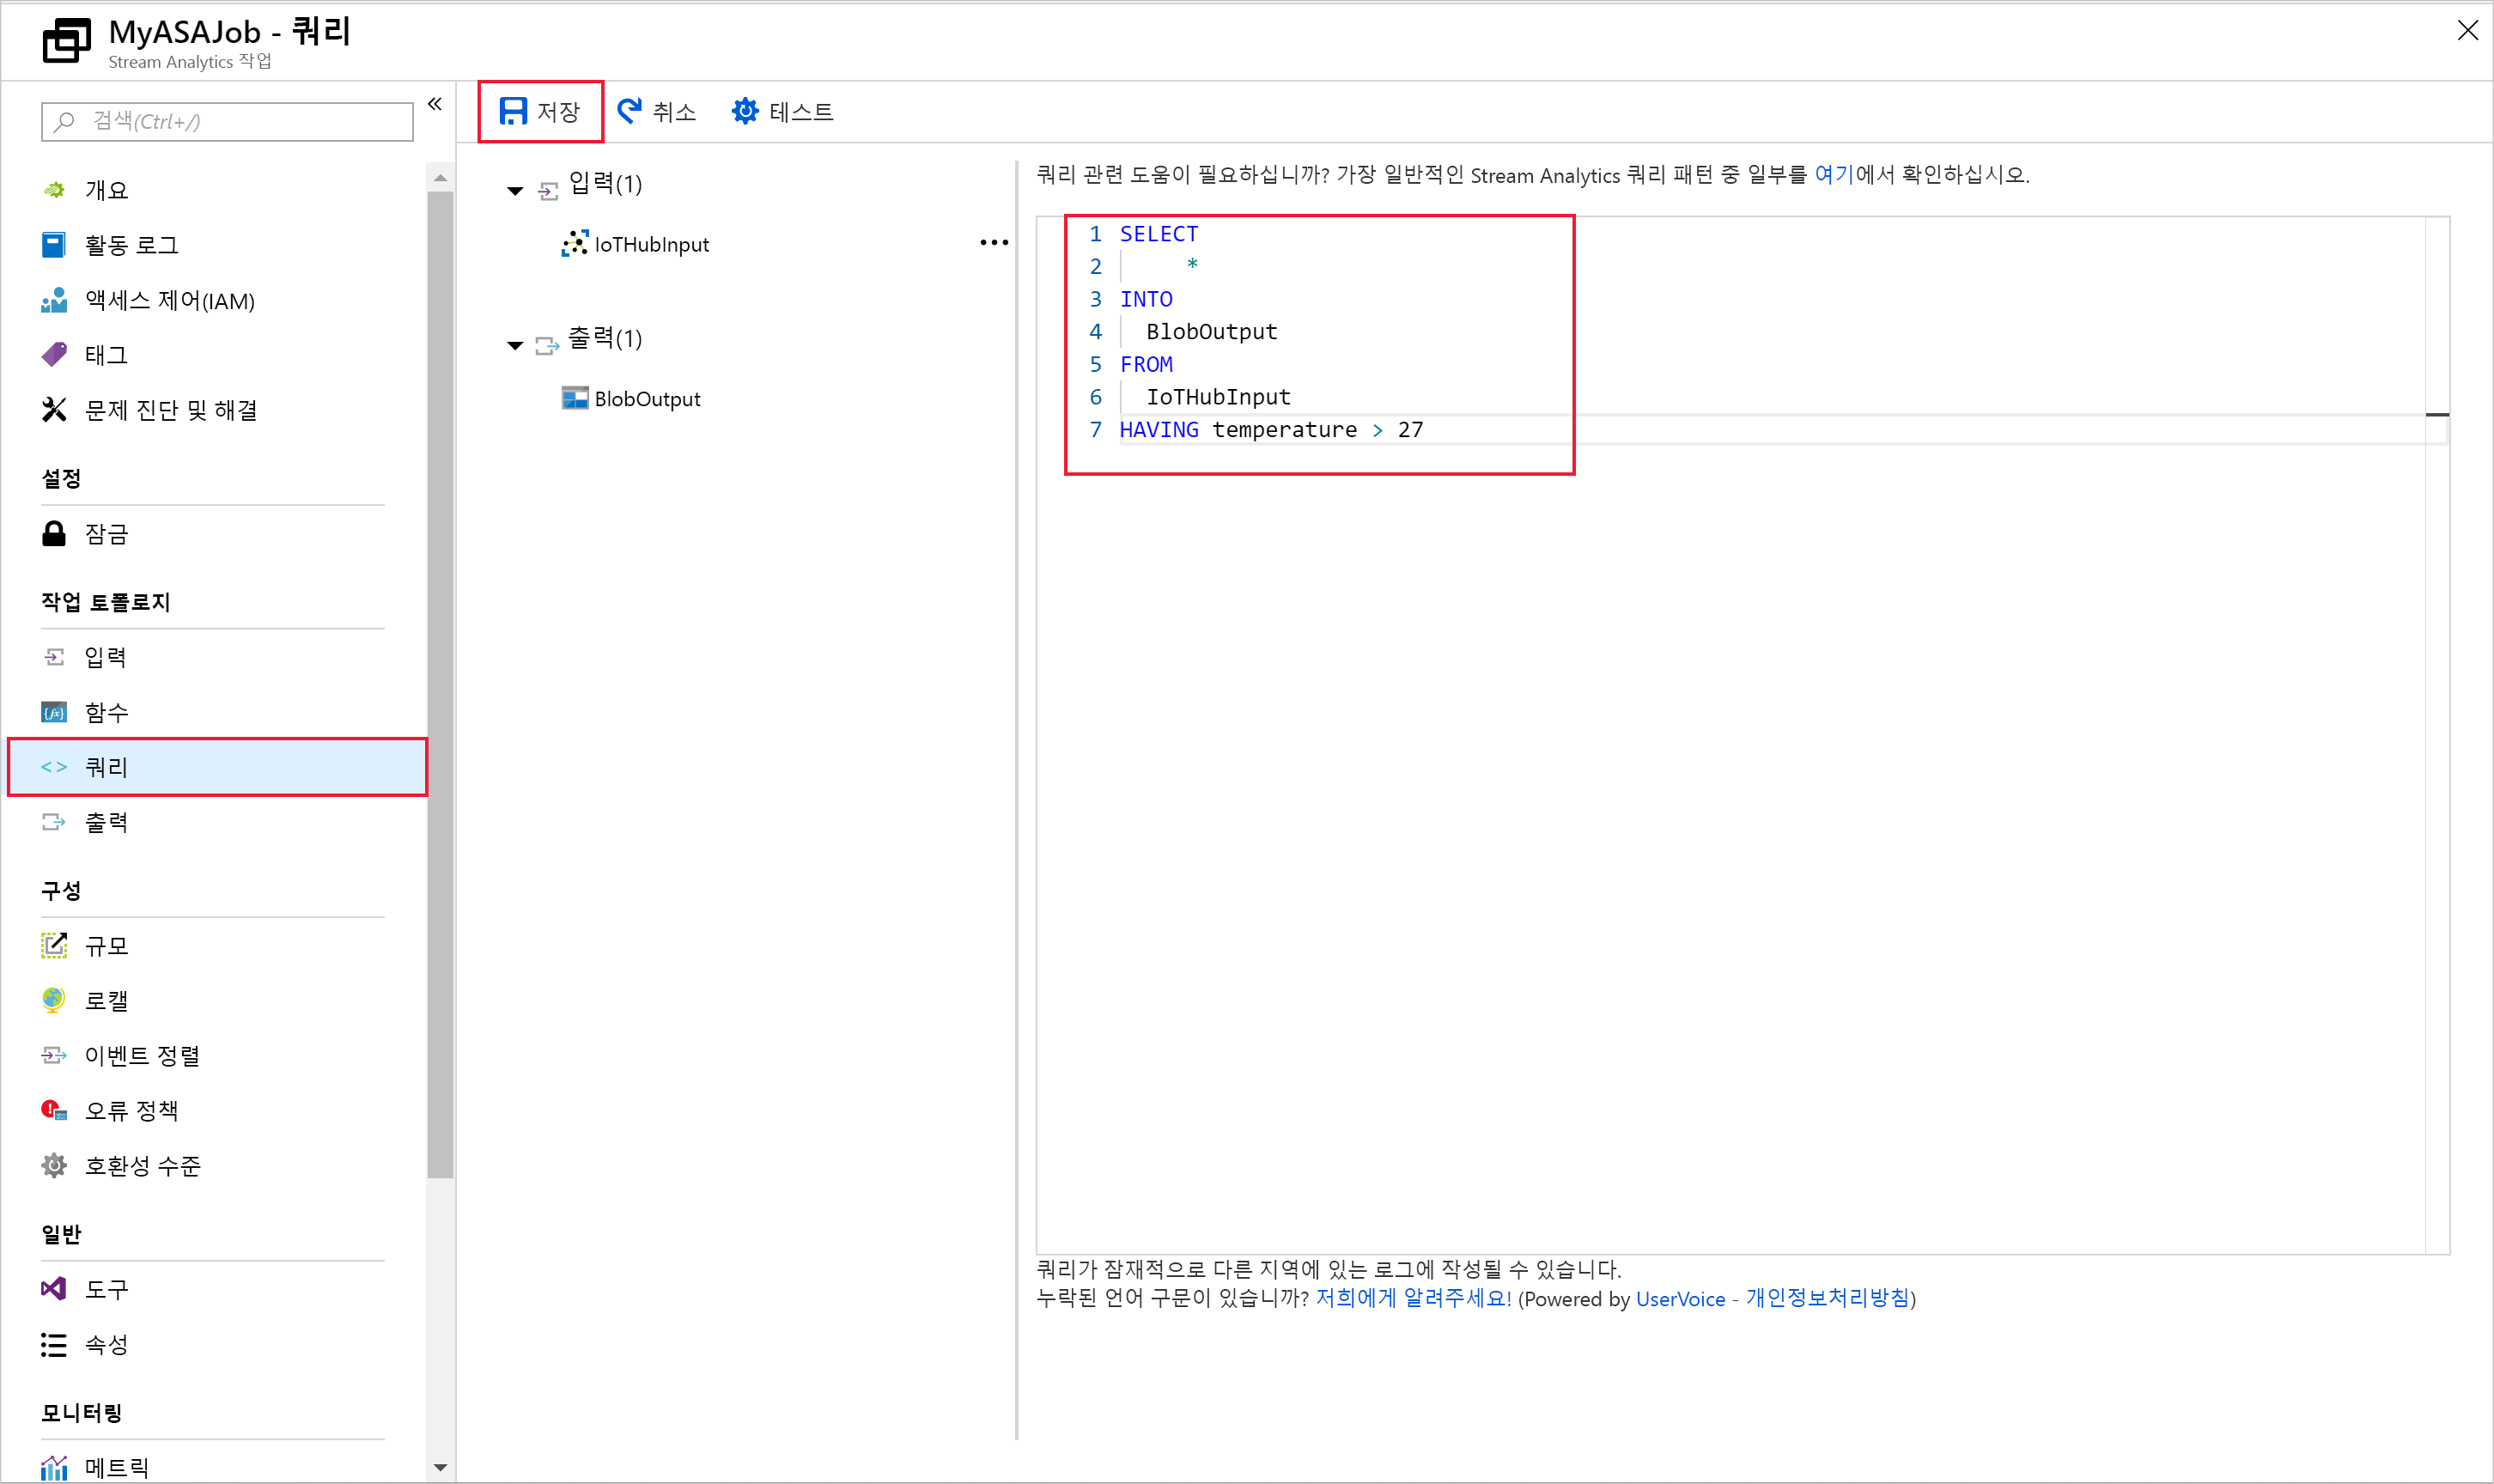 MyASAJob - 쿼리
Stream Analytics 작업
검색(Ctrl+/)
개요
활동 로그
액세스 제어(IAM)
태그
문제 진단 및 해결
설정
잠금
작업 토폴로지
입력
함수
쿼리
출력
구성
규모
로캘
이벤트 정렬
오류 정책
호환성 수준
일반
도구
속성
모니터링
메트릭
저장 취소 테스트
입력(1)
IoTHubInput
출력(1)
BlobOutput
쿼리 관련 도움이 필요하십니까? 가장 일반적인 Stream Analytics 쿼리 패턴 중 일부를 여기에서 확인하십시오.
1 SELECT
2 *
3 INTO
4 BlobOutput
5 FROM
6 IoTHubInput
7 HAVING temperature > 27
쿼리가 잠재적으로 다른 지역에 있는 로그에 작성될 수 있습니다.
누락된 언어 구문이 있습니까? 저희에게 알려주세요! (Powered by UserVoice - 개인정보처리방침)